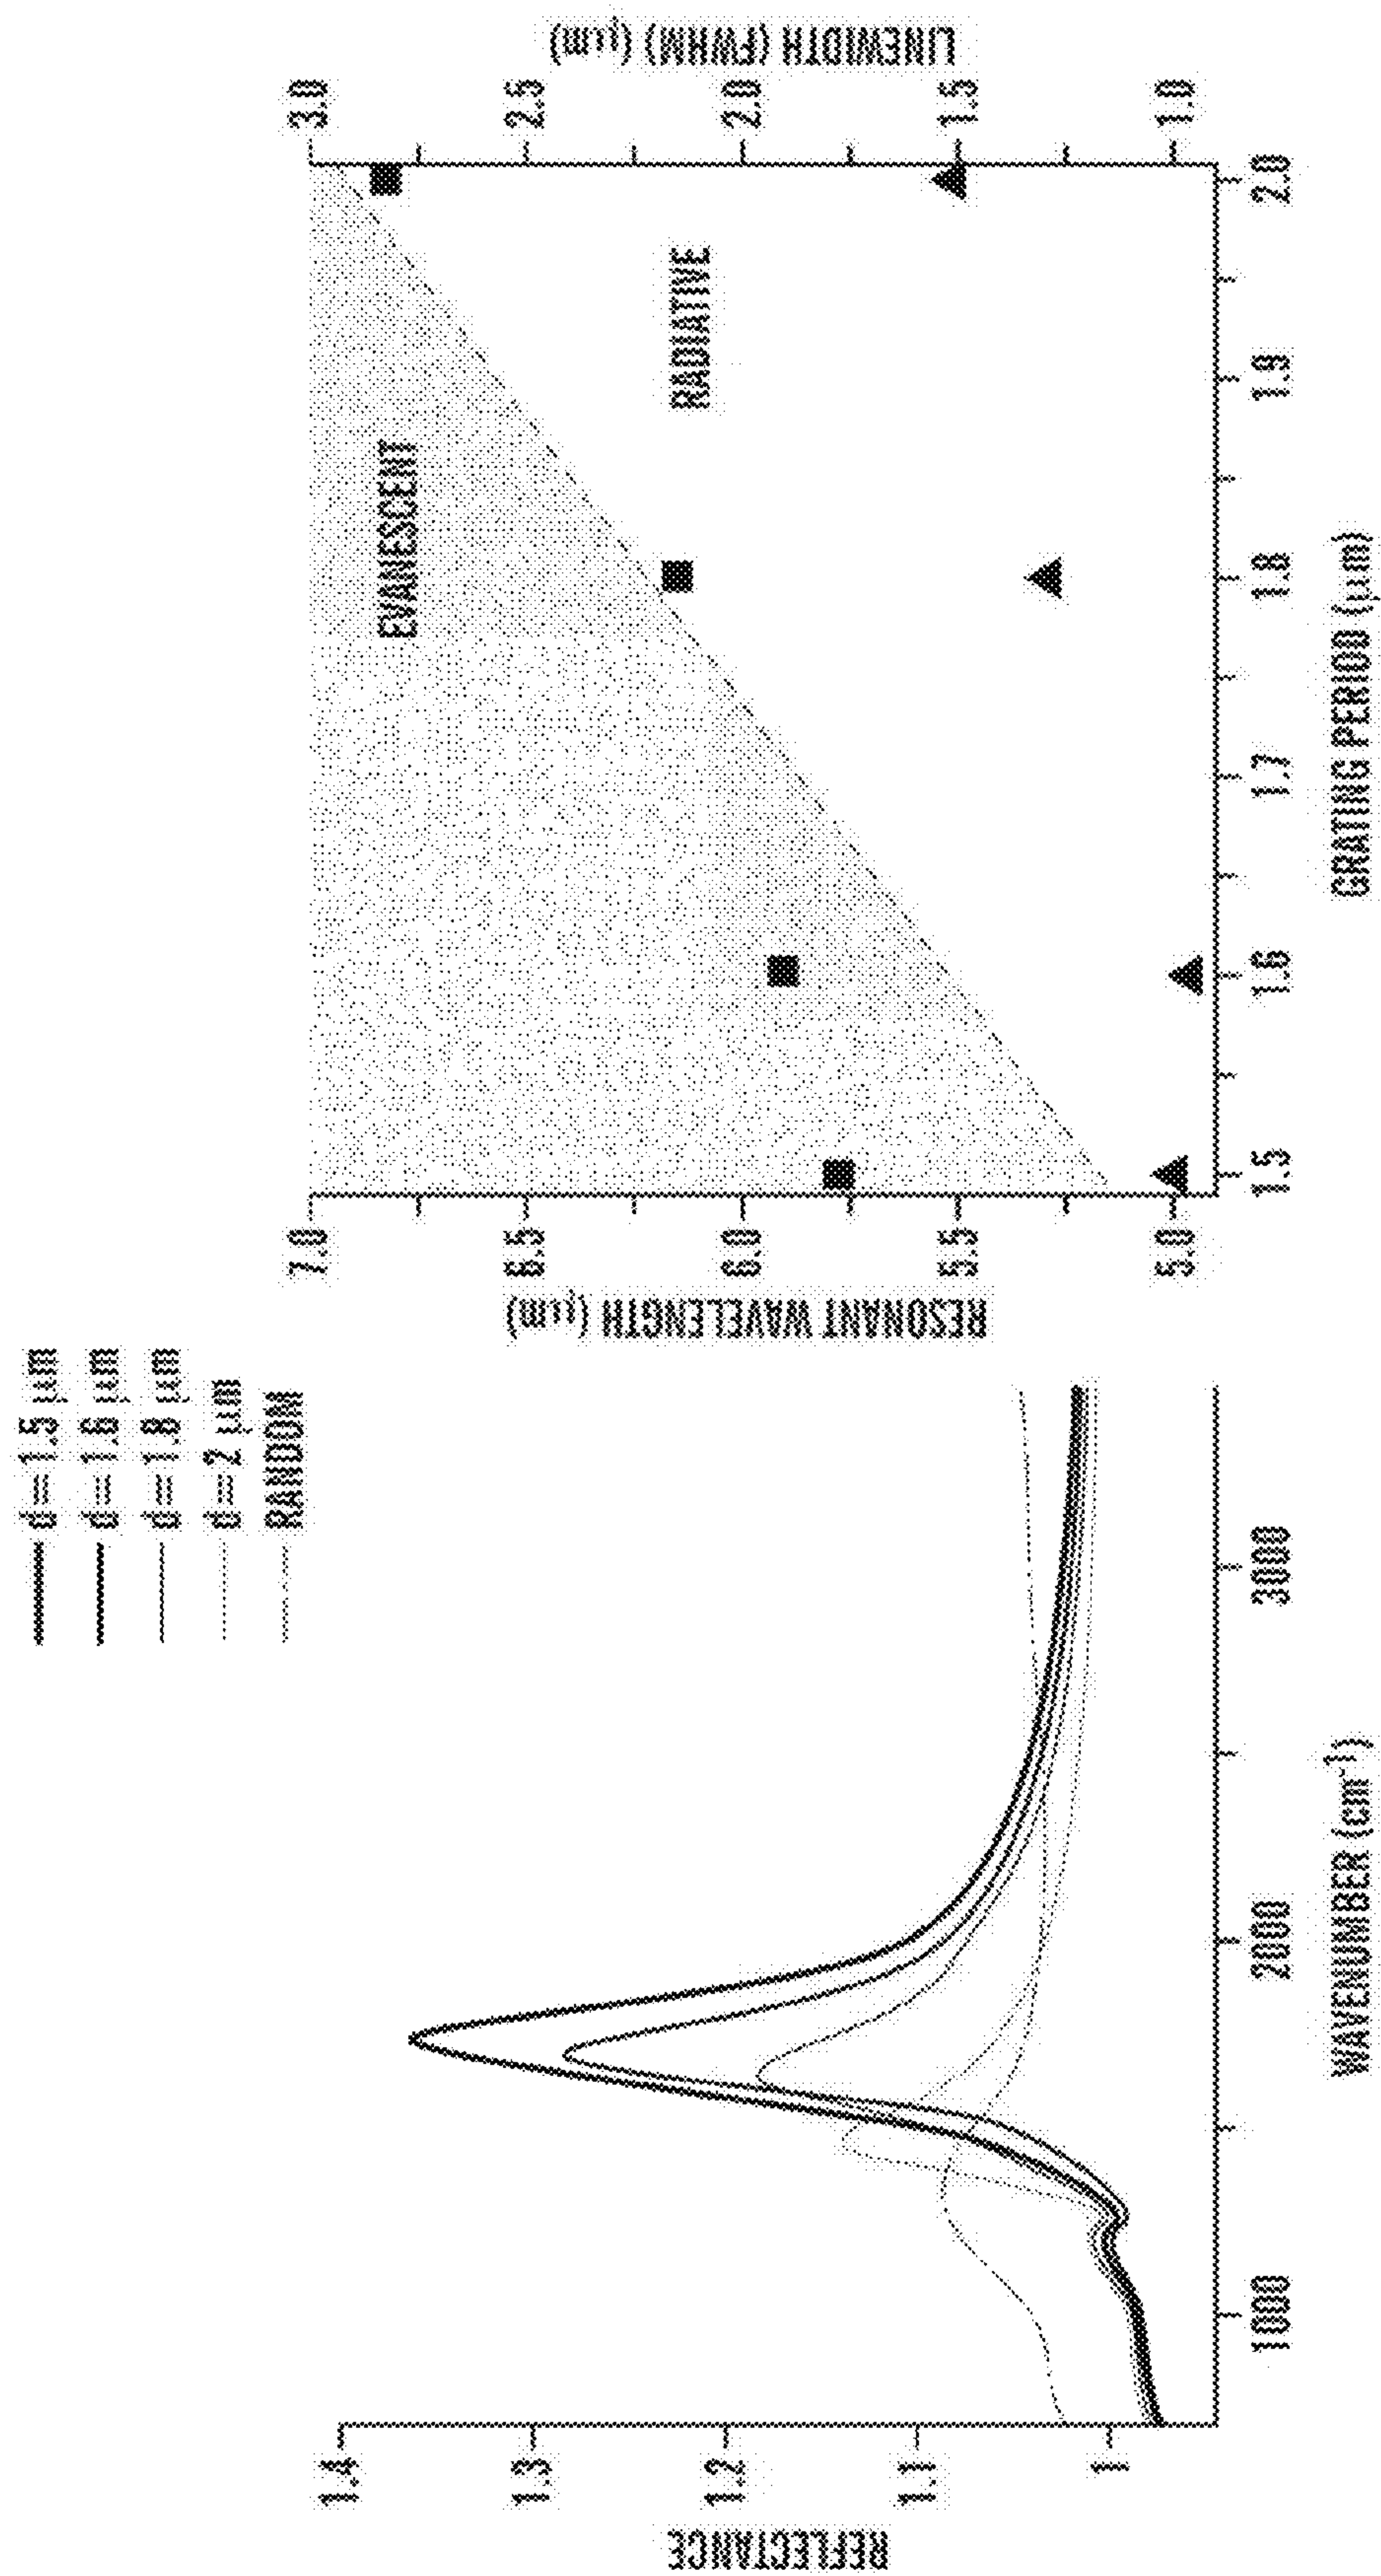 d=1.5 μm
d=1.6 μm
d=1.8 μm
d=2 μm
RANDOM
REFLECTANCE
1.4
1.3
1.2
1.1
1
1000
2000
3000
WAVENUMBER (cm⁻¹)
RESONANT WAVELENGTH (μm)
7.0
6.5
6.0
5.5
5.0
EVANESCENT
RADIATIVE
1.5
1.6
1.7
1.8
1.9
2.0
GRATING PERIOD (μm)
3.0
2.5
2.0
1.5
1.0
LINEWIDTH (FWHM) (μm)